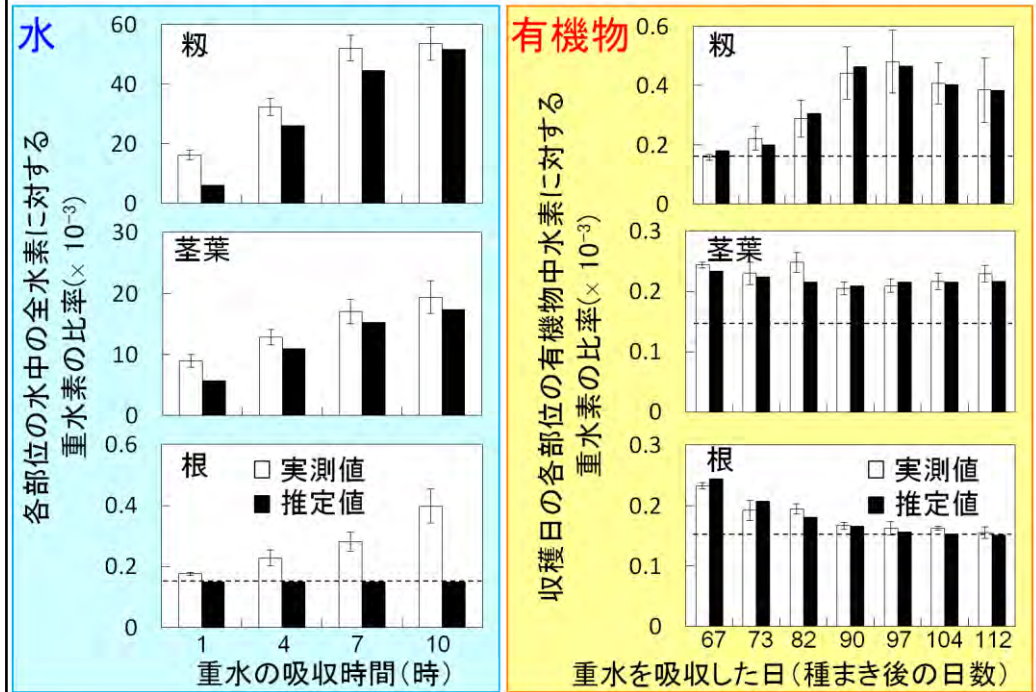 水
各部位の水中の全水素に対する
重水素の比率(× 10⁻³)
籾
60
40
20
0
茎葉
30
20
10
0
根
□ 実測値
■ 推定値
0.6
0.4
0.2
0
1 4 7 10
重水の吸収時間(時)
有機物
収穫日の各部位の有機物中水素に対する
重水素の比率(× 10⁻³)
籾
0.6
0.4
0.2
0
茎葉
0.3
0.2
0.1
0
根
□ 実測値
■ 推定値
0.3
0.2
0.1
0
67 73 82 90 97 104 112
重水を吸収した日(種まき後の日数)